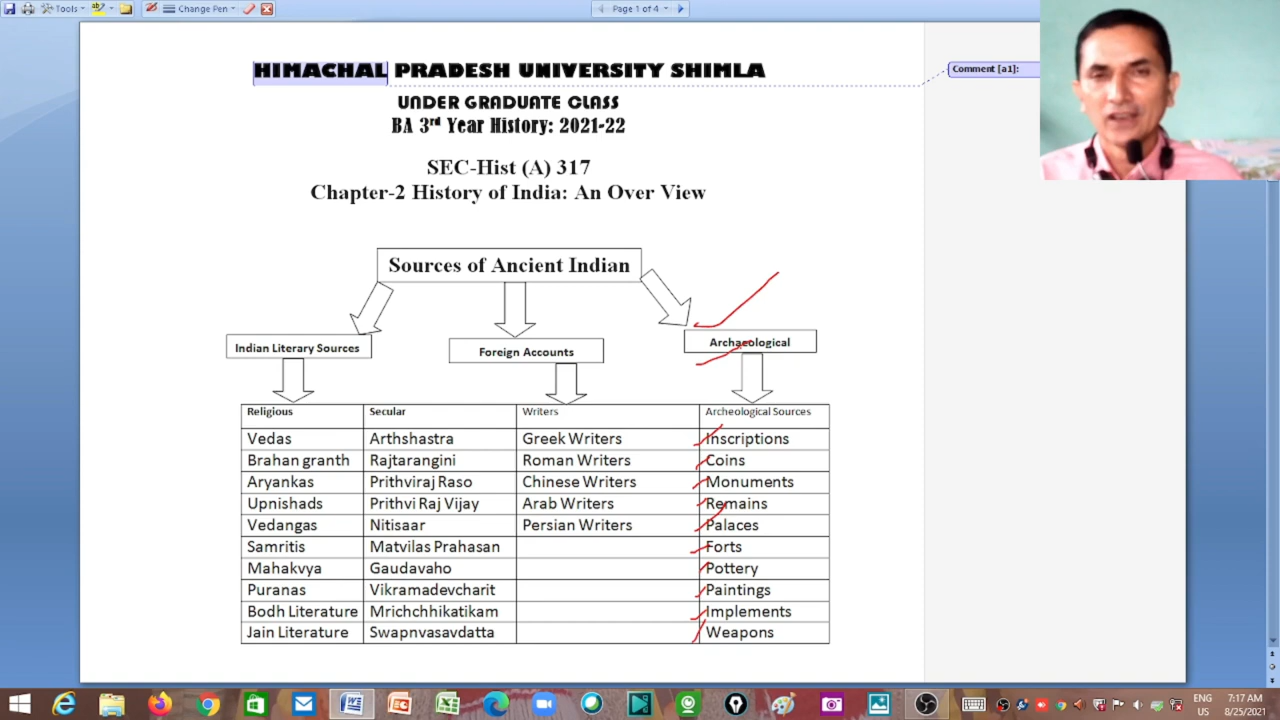 Tools
Change Pen
Page 1 of 4
HIMACHAL PRADESH UNIVERSITY SHIMLA
Comment [a1]:
UNDER GRADUATE CLASS
BA 3rd Year History: 2021-22
SEC-Hist (A) 317
Chapter-2 History of India: An Over View
Sources of Ancient Indian
Indian Literary Sources
Foreign Accounts
Archaeological
Religious Secular Writers Archeological Sources
Vedas Arthshastra Greek Writers Inscriptions
Brahan granth Rajtarangini Roman Writers Coins
Aryankas Prithviraj Raso Chinese Writers Monuments
Upnishads Prithvi Raj Vijay Arab Writers Remains
Vedangas Nitisaar Persian Writers Palaces
Samritis Matvilas Prahasan Forts
Mahakvya Gaudavaho Pottery
Puranas Vikramadevcharit Paintings
Bodh Literature Mrichchhikatikam Implements
Jain Literature Swapnvasavdatta Weapons
ENG 7:17 AM
US 8/25/2021